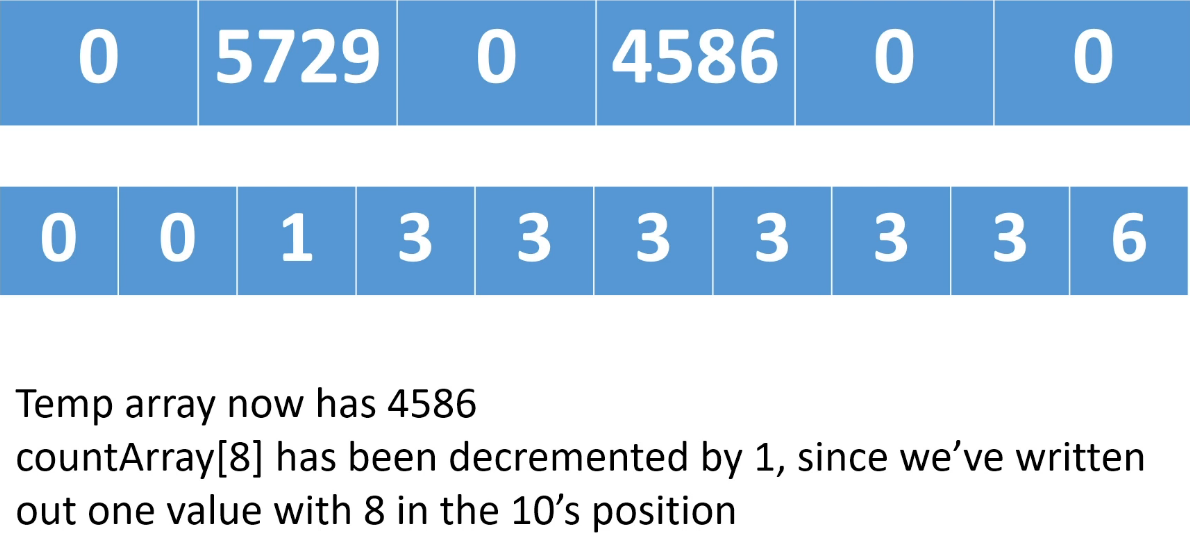 0 5729 0 4586 0 0
0 0 1 3 3 3 3 3 3 6
Temp array now has 4586
countArray[8] has been decremented by 1, since we’ve written
out one value with 8 in the 10’s position